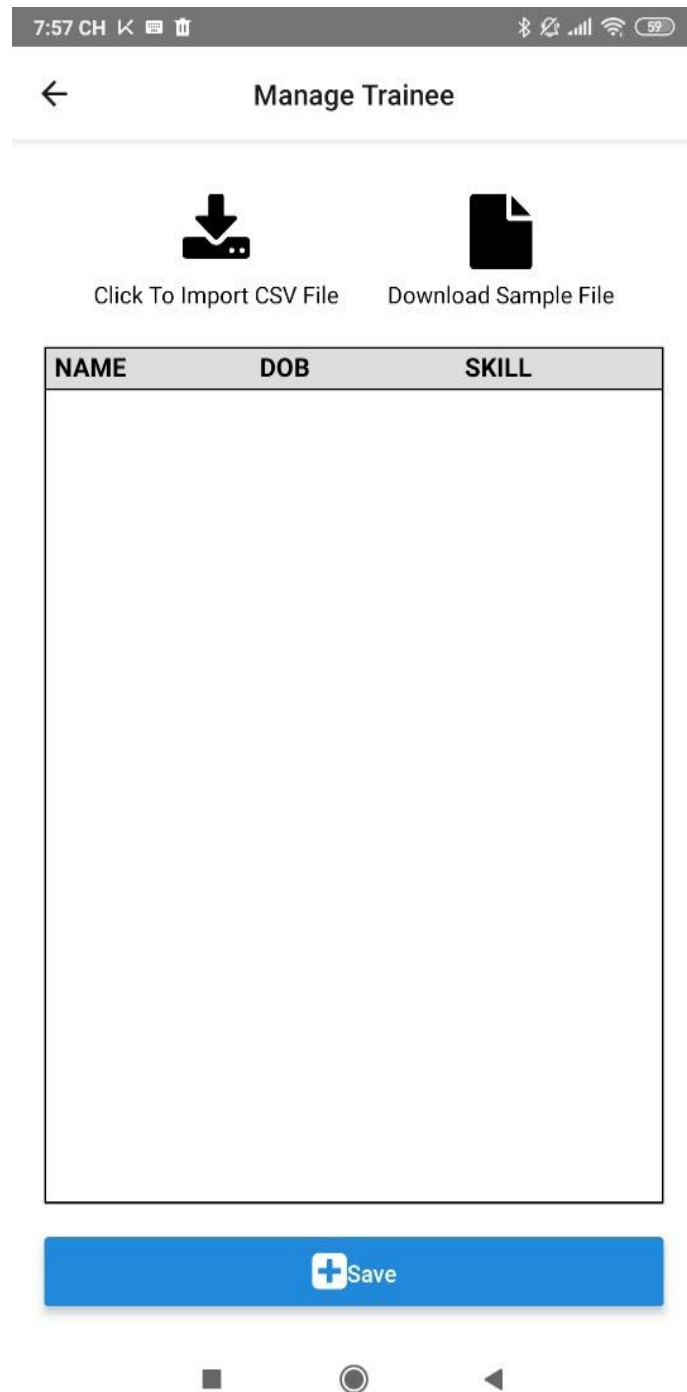 7:57 CH 59
Manage Trainee
Click To Import CSV File Download Sample File
NAME DOB SKILL
Save